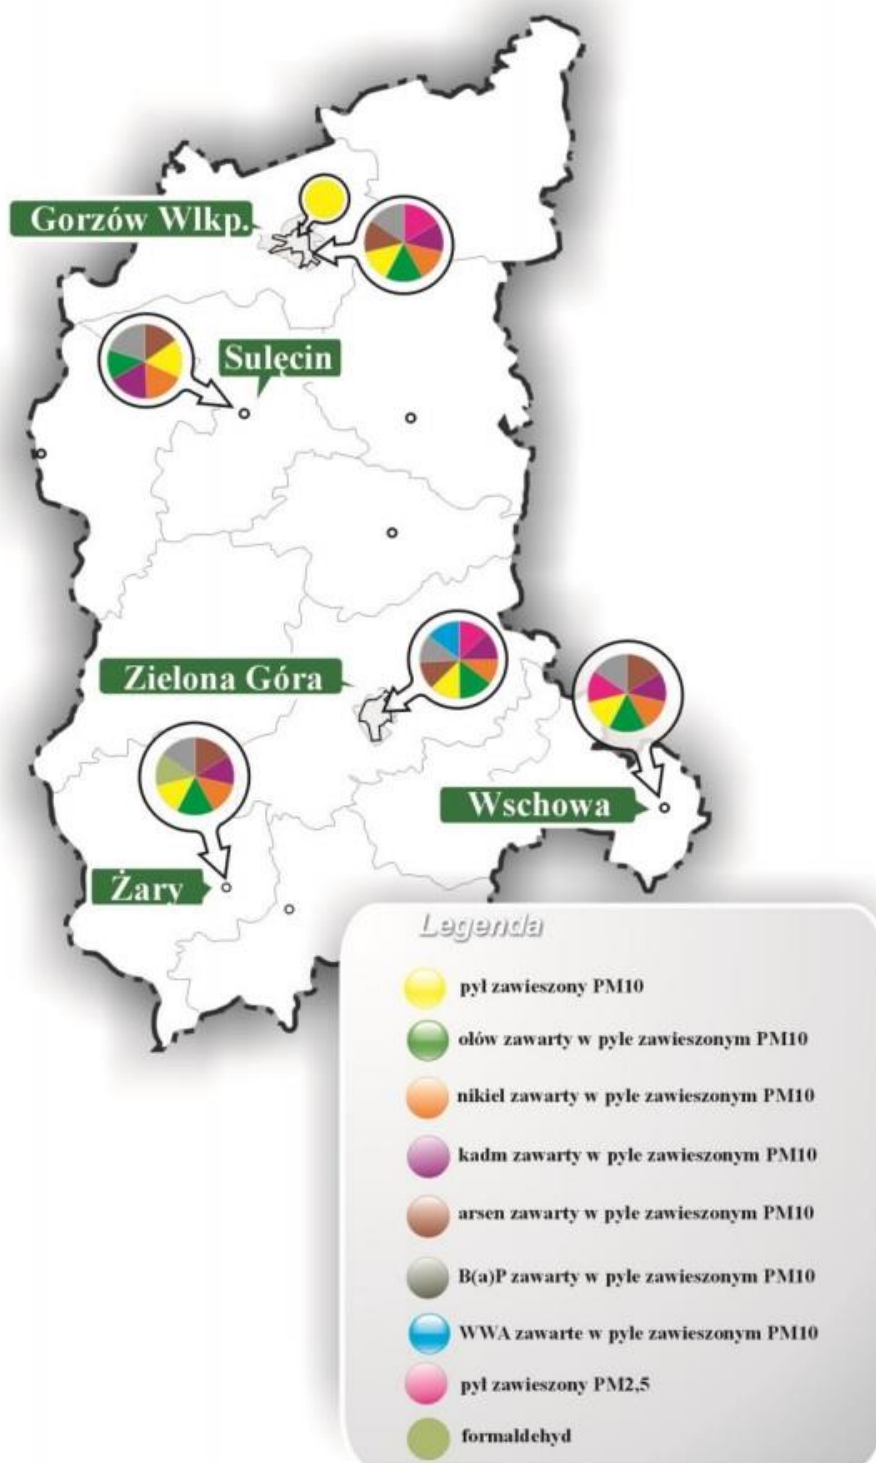 Gorzów Wlkp.
Sulęcin
Zielona Góra
Wschowa
Żary
Legenda
pył zawieszony PM10
ołów zawarty w pyle zawieszonym PM10
nikiel zawarty w pyle zawieszonym PM10
kadm zawarty w pyle zawieszonym PM10
arsen zawarty w pyle zawieszonym PM10
B(a)P zawarty w pyle zawieszonym PM10
WWA zawarte w pyle zawieszonym PM10
pył zawieszony PM2,5
formaldehyd